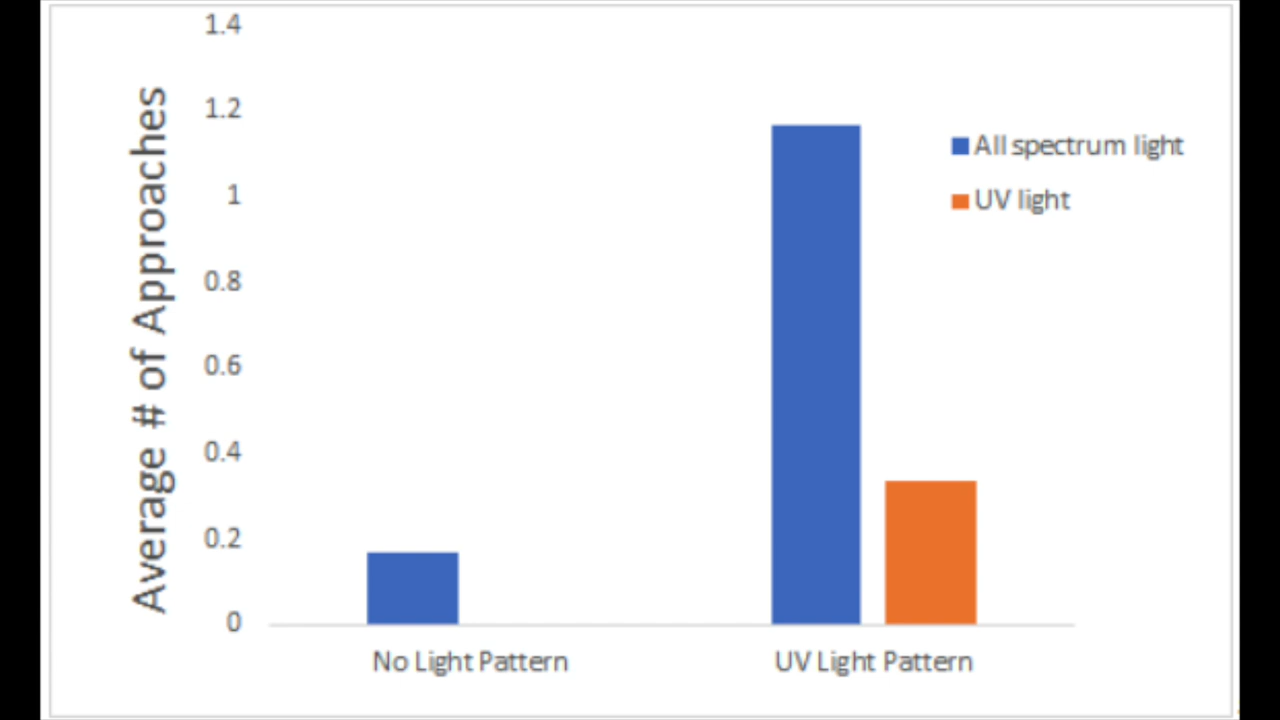 1.4
1.2
1
0.8
0.6
0.4
0.2
0
Average # of Approaches
All spectrum light
UV light
No Light Pattern
UV Light Pattern